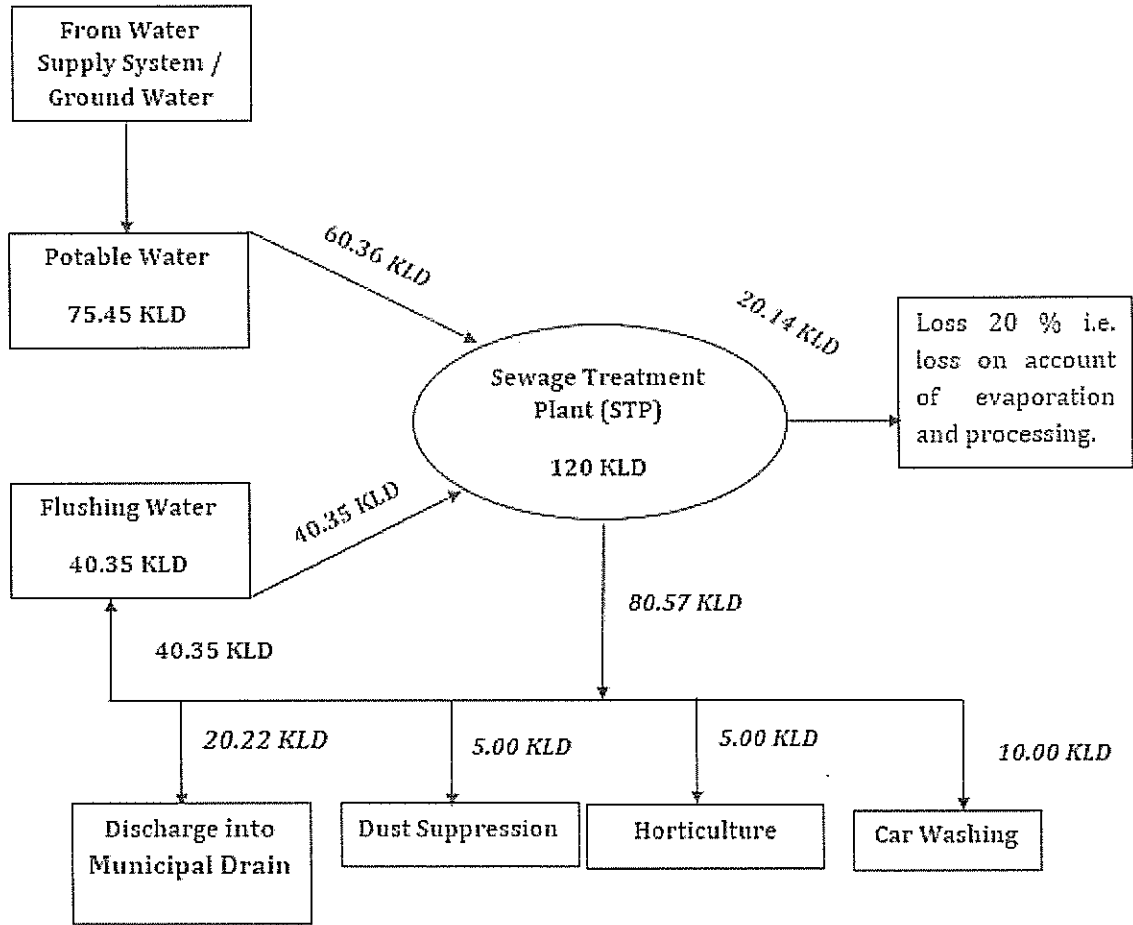 From Water
Supply System /
Ground Water
Potable Water
75.45 KLD
60.36 KLD
20.14 KLD
Loss 20 % i.e.
loss on account
of evaporation
and processing.
Sewage Treatment
Plant (STP)
120 KLD
Flushing Water
40.35 KLD
40.35 KLD
80.57 KLD
40.35 KLD
20.22 KLD
5.00 KLD
5.00 KLD
10.00 KLD
Discharge into
Municipal Drain
Dust Suppression
Horticulture
Car Washing